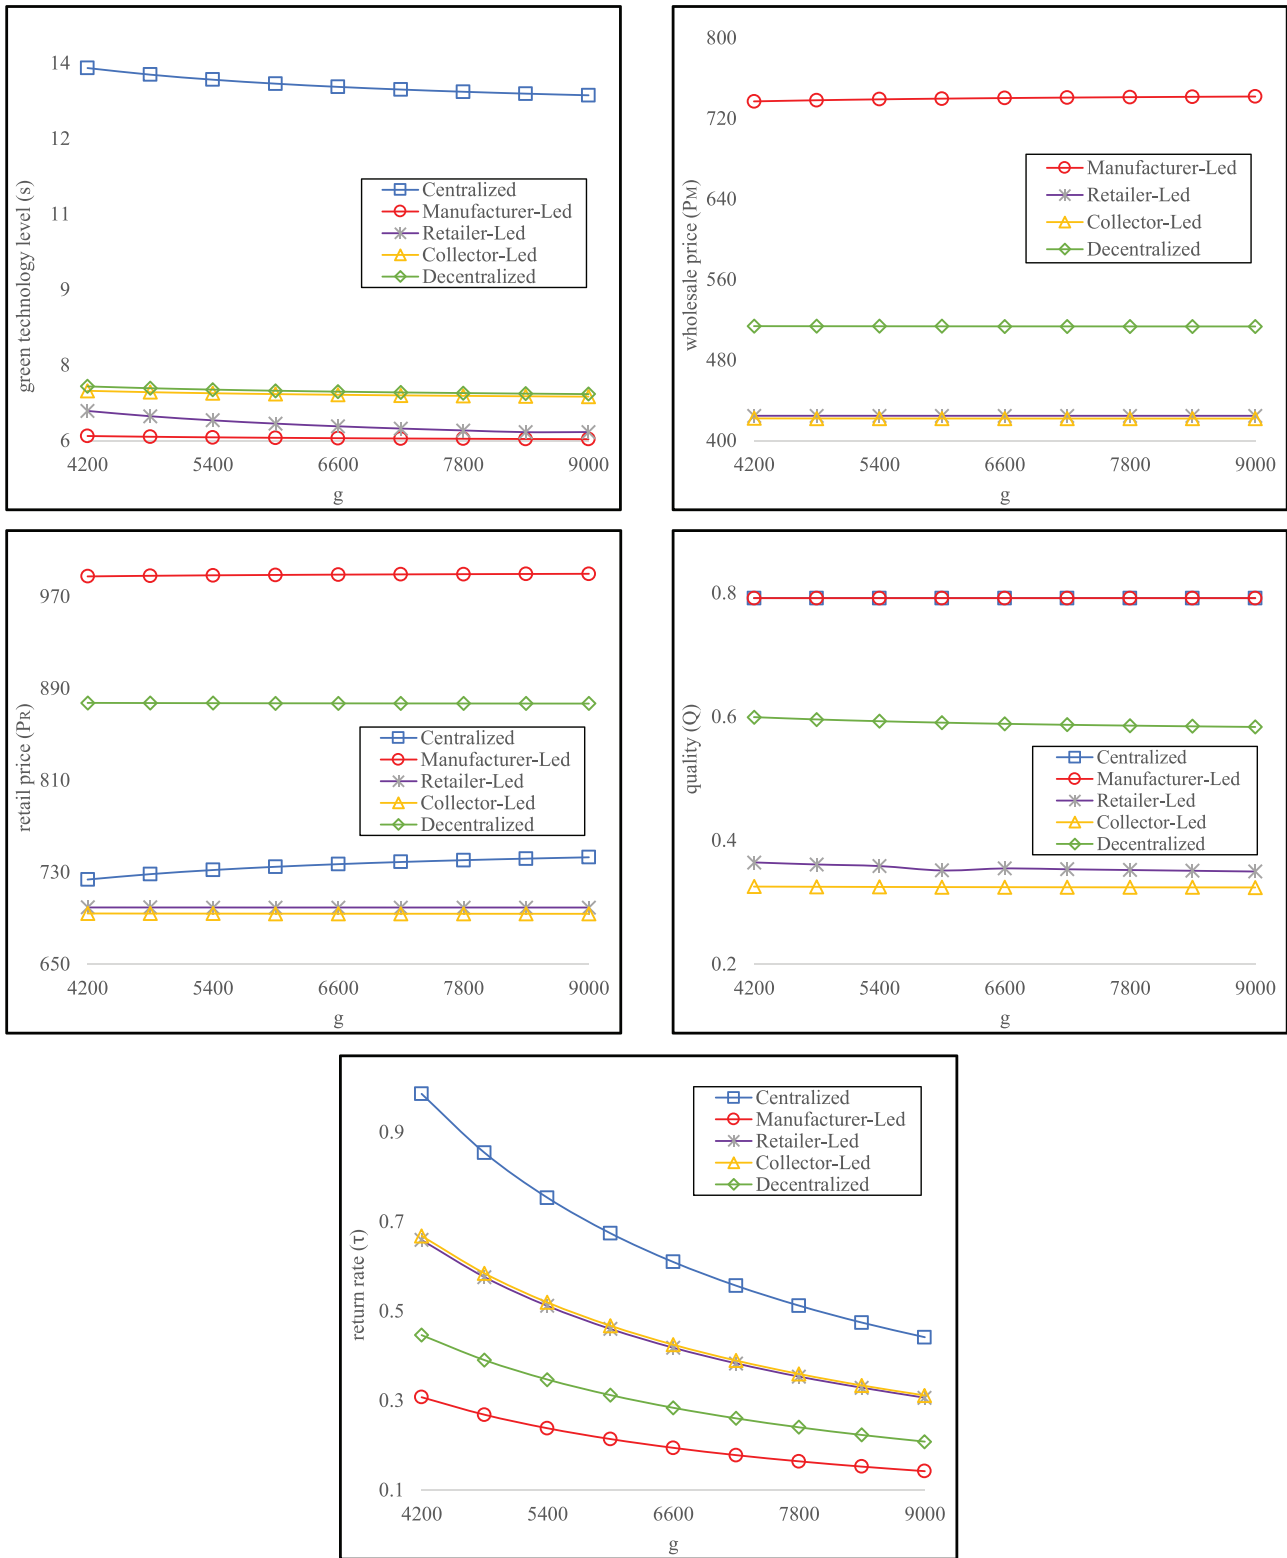 green technology level (s)
14
12
11
9
8
6
4200 5400 6600 7800 9000
g
Centralized
Manufacturer-Led
Retailer-Led
Collector-Led
Decentralized
wholesale price (PM)
800
720
640
560
480
400
4200 5400 6600 7800 9000
g
Manufacturer-Led
Retailer-Led
Collector-Led
Decentralized
retail price (PR)
970
890
810
730
650
4200 5400 6600 7800 9000
g
Centralized
Manufacturer-Led
Retailer-Led
Collector-Led
Decentralized
quality (Q)
0.8
0.6
0.4
0.2
4200 5400 6600 7800 9000
g
Centralized
Manufacturer-Led
Retailer-Led
Collector-Led
Decentralized
return rate (τ)
0.9
0.7
0.5
0.3
0.1
4200 5400 6600 7800 9000
g
Centralized
Manufacturer-Led
Retailer-Led
Collector-Led
Decentralized